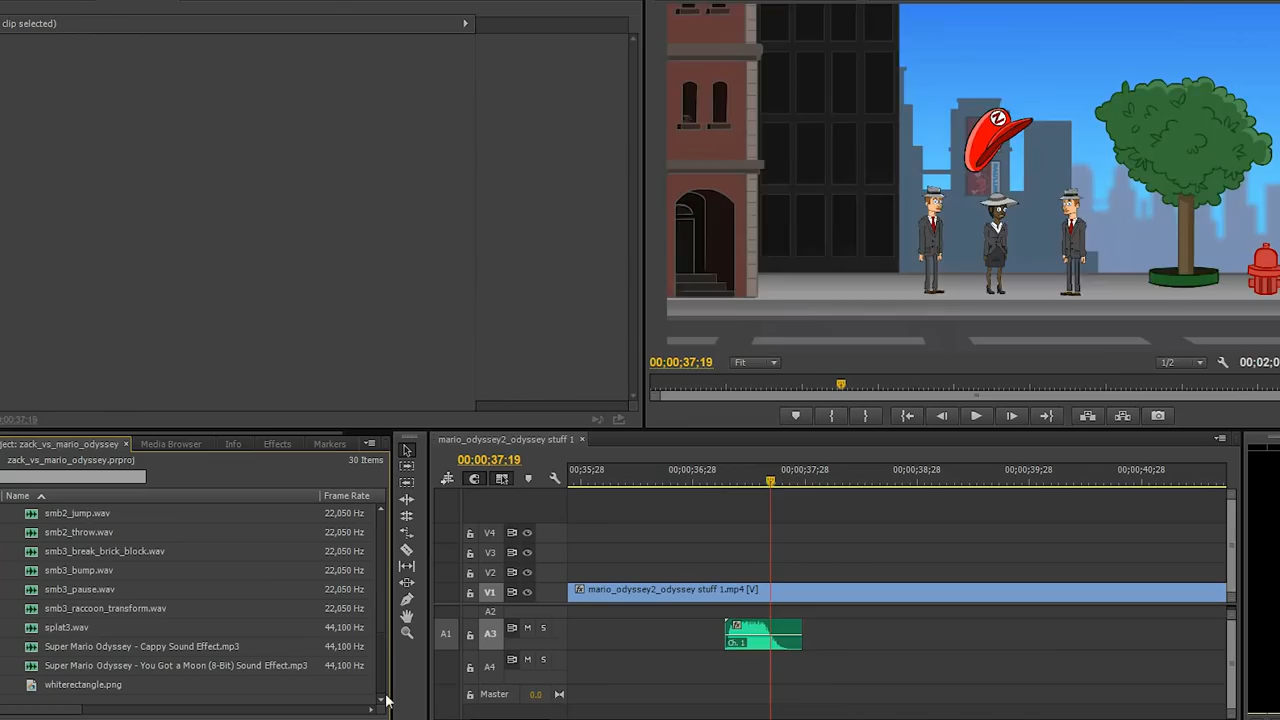 clip selected)
Z
00;00;37;19
Fit
1/2
00;02;0
00:00:37:19
ject: zack_vs_mario_odyssey
Media Browser
Info
Effects
Markers
zack_vs_mario_odyssey.prproj
30 Items
Name
Frame Rate
smb2_jump.wav
22,050 Hz
smb2_throw.wav
22,050 Hz
smb3_break_brick_block.wav
22,050 Hz
smb3_bump.wav
22,050 Hz
smb3_pause.wav
22,050 Hz
smb3_raccoon_transform.wav
22,050 Hz
splat3.wav
44,100 Hz
Super Mario Odyssey - Cappy Sound Effect.mp3
44,100 Hz
Super Mario Odyssey - You Got a Moon (8-Bit) Sound Effect.mp3
44,100 Hz
whiterectangle.png
mario_odyssey2_odyssey stuff 1
00;00;37;19
00;35;28
00;00;36;28
00;00;37;28
00;00;38;28
00;00;39;28
00;00;40;28
V4
V3
V2
V1
mario_odyssey2_odyssey stuff 1.mp4 [V]
A2
A1
A3
M
S
fx
Ch. 1
A4
M
S
Master
0.0